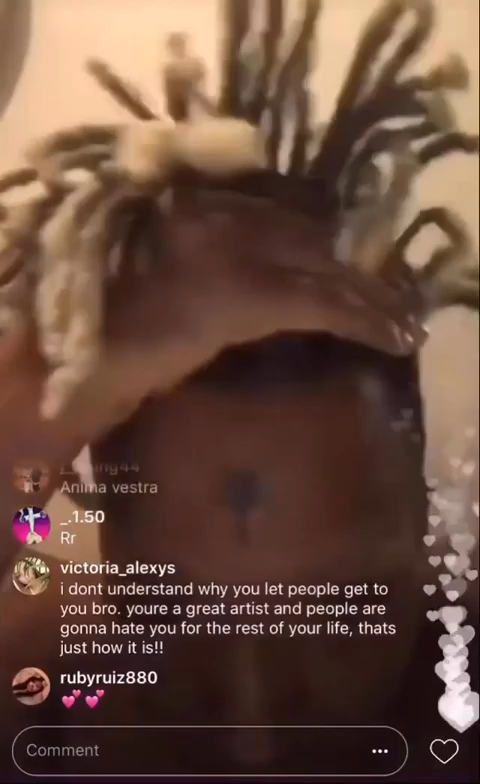 Anima vestra
_.1.50
Rr
victoria_alexys
i dont understand why you let people get to
you bro. youre a great artist and people are
gonna hate you for the rest of your life, thats
just how it is!!
rubyruiz880
💕 💕
Comment